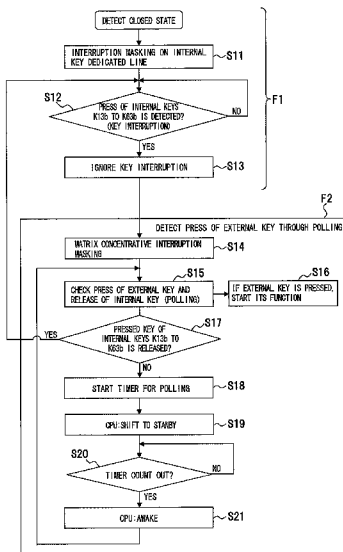 DETECT CLOSED STATE
INTERRUPTION MASKING ON INTERNAL
KEY DEDICATED LINE
S11
S12
PRESS OF INTERNAL KEYS
K13b TO K63b IS DETECTED?
(KEY INTERRUPTION)
NO
F1
YES
IGNORE KEY INTERRUPTION
S13
F2
DETECT PRESS OF EXTERNAL KEY THROUGH POLLING
MATRIX CONCENTRATIVE INTERRUPTION
MASKING
S14
S15
S16
CHECK PRESS OF EXTERNAL KEY AND
RELEASE OF INTERNAL KEY (POLLING)
IF EXTERNAL KEY IS PRESSED,
START ITS FUNCTION
S17
YES
PRESSED KEY OF
INTERNAL KEYS K13b TO
K63b IS RELEASED?
NO
START TIMER FOR POLLING
S18
CPU:SHIFT TO STANBY
S19
S20
TIMER COUNT OUT?
NO
YES
CPU:AWAKE
S21